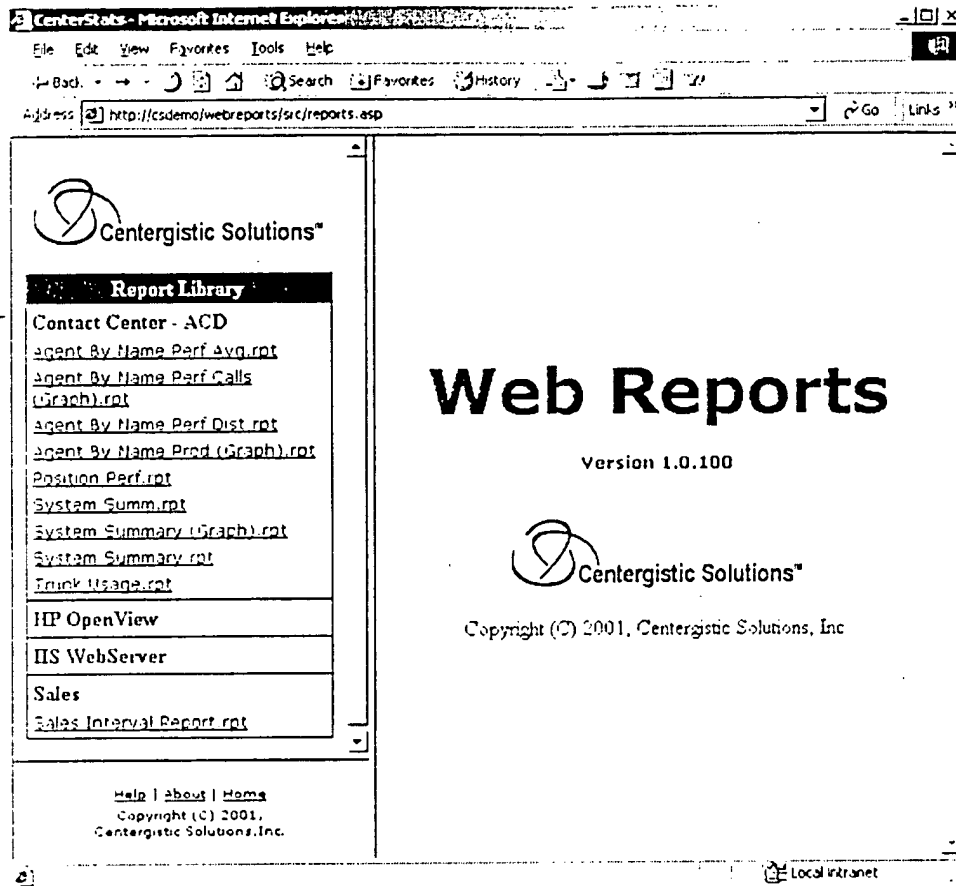 CenterStats - Microsoft Internet Explorer
File Edit View Favorites Tools Help
Back Search Favorites History
Address http://csdemo/webreports/src/reports.asp Go Links »
Centergistic Solutions™
Report Library
Contact Center - ACD
Agent By Name Perf Avg.rpt
Agent By Name Perf Calls
(Graph).rpt
Agent By Name Perf Dist.rpt
Agent By Name Prod (Graph).rpt
Position Perf.rpt
System Summ.rpt
System Summary (Graph).rpt
System Summary.rpt
Trunk Usage.rpt
HP OpenView
IIS WebServer
Sales
Sales Interval Report.rpt
Help | About | Home
Copyright (C) 2001,
Centergistic Solutions,Inc.
Web Reports
Version 1.0.100
Centergistic Solutions™
Copyright (C) 2001, Centergistic Solutions, Inc
Local intranet